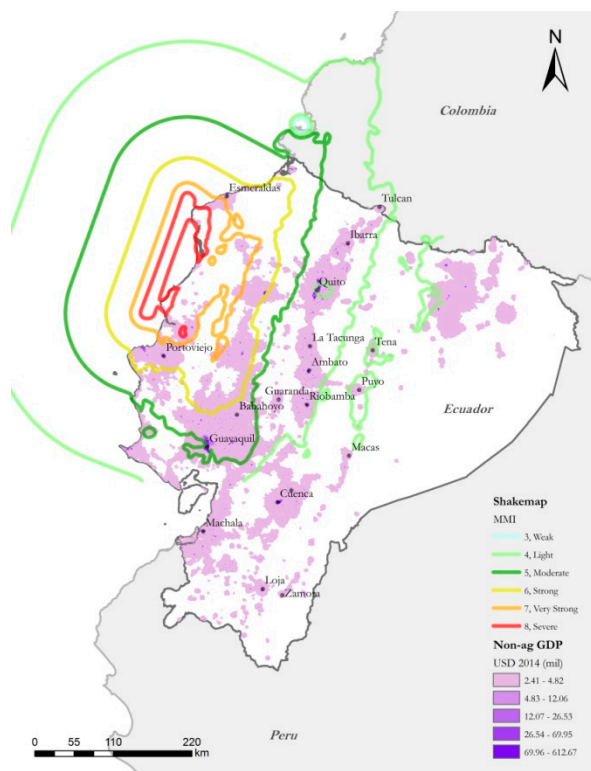 N
Colombia
Esmeraldas
Tulcan
Ibarra
Quito
La Tacunga
Tena
Portoviejo
Ambato
Puyo
Guaranda
Riobamba
Babahoyo
Ecuador
Guayaquil
Macas
Cuenca
Machala
Loja
Zamora
Peru
Shakemap
MMI
3, Weak
4, Light
5, Moderate
6, Strong
7, Very Strong
8, Severe
Non-ag GDP
USD 2014 (mil)
2.41 - 4.82
4.83 - 12.06
12.07 - 26.53
26.54 - 69.95
69.96 - 612.67
0 55 110 220
km